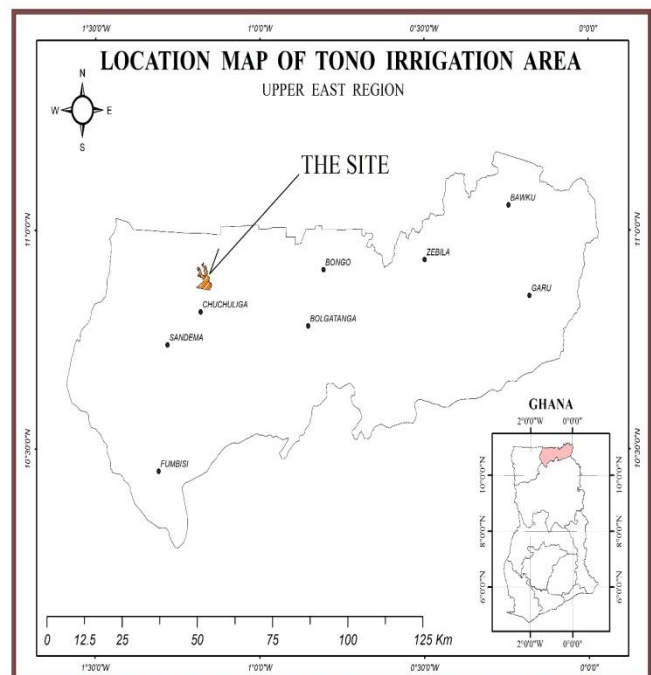 1°30'0"W 1°0'0"W 0°30'0"W 0°0'0"
LOCATION MAP OF TONO IRRIGATION AREA
UPPER EAST REGION
N
W E
S
THE SITE
BAWKU
11°0'0"N 11°0'0"N
ZEBILA
BONGO
GARU
CHUCHULIGA
BOLGATANGA
SANDEMA
GHANA
2°0'0"W 0°0'0"
10°30'0"N 10°30'0"N
FUMBISI
10°0'0"N 10°0'0"N
8°0'0"N 8°0'0"N
6°0'0"N 6°0'0"N
2°0'0"W 0°0'0"
0 12.5 25 50 75 100 125 Km
1°30'0"W 1°0'0"W 0°30'0"W 0°0'0"